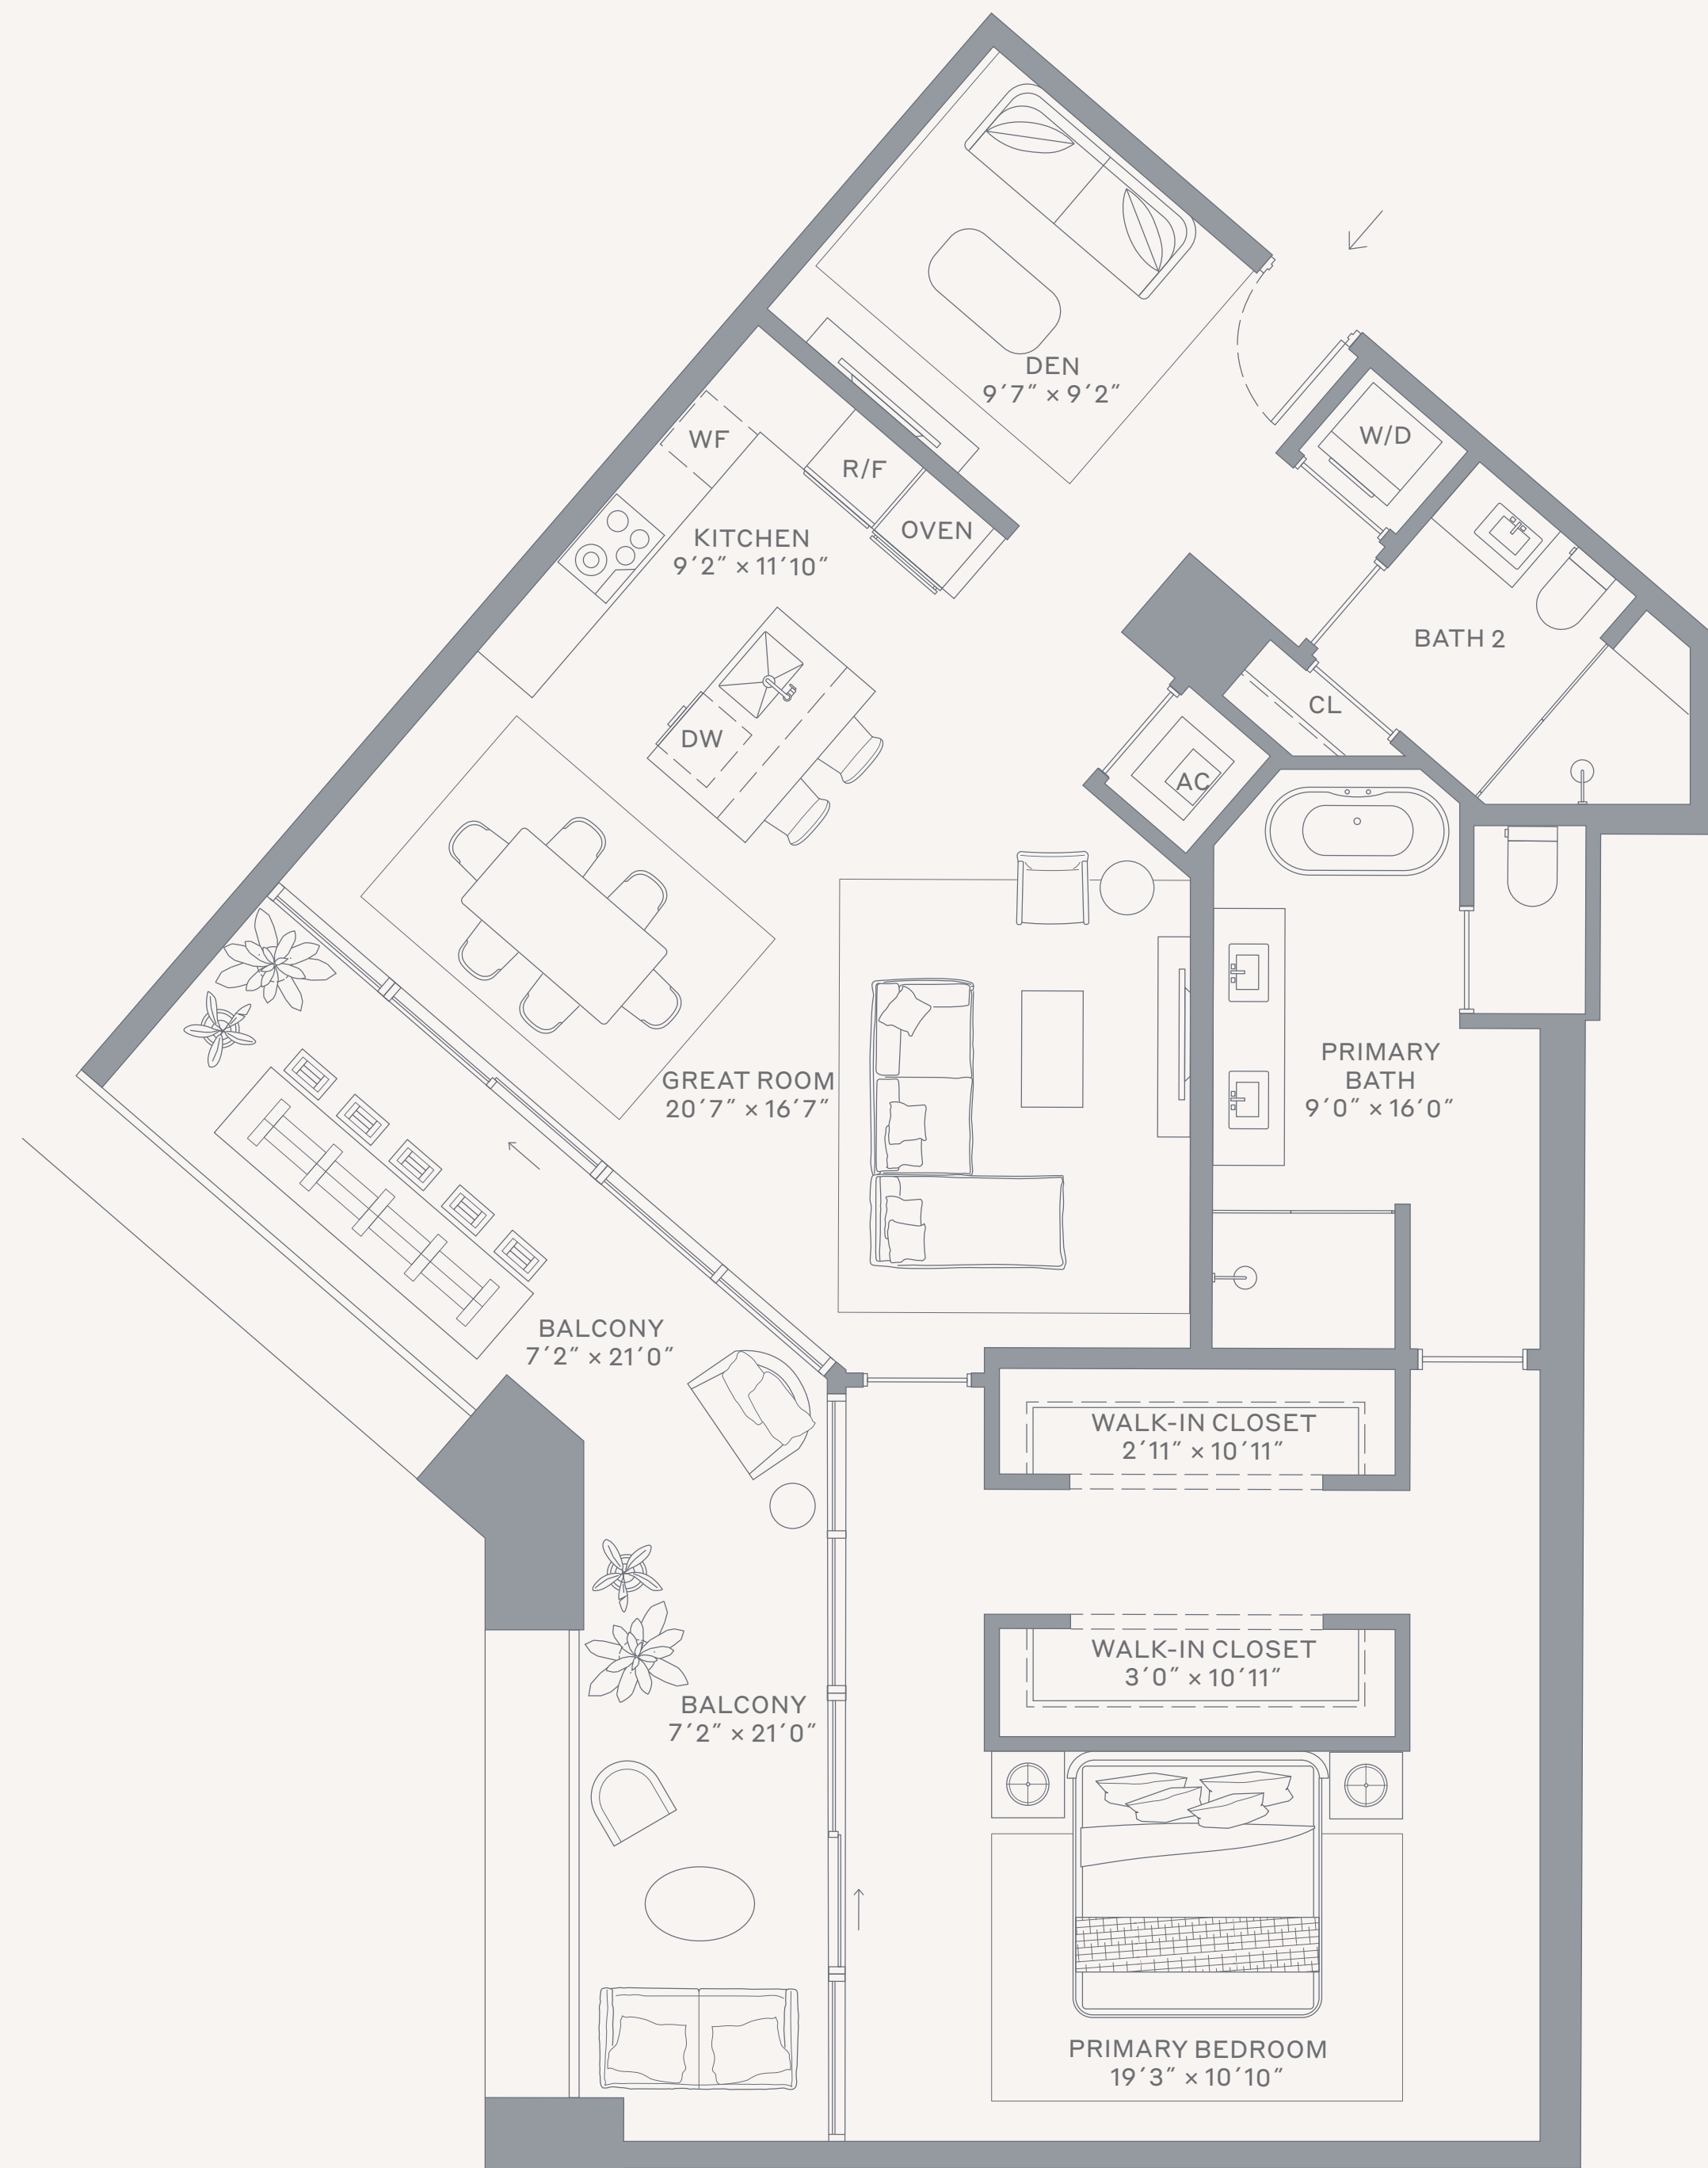 DEN
9´7˝ × 9´2˝
W/D
WF
R/F
OVEN
KITCHEN
9´2˝ × 11´10˝
BATH 2
CL
DW
AC
PRIMARY
BATH
9´0˝ × 16´0˝
GREAT ROOM
20´7˝ × 16´7˝
BALCONY
7´2˝ × 21´0˝
WALK-IN CLOSET
2´11˝ × 10´11˝
WALK-IN CLOSET
3´0˝ × 10´11˝
BALCONY
7´2˝ × 21´0˝
PRIMARY BEDROOM
19´3˝ × 10´10˝